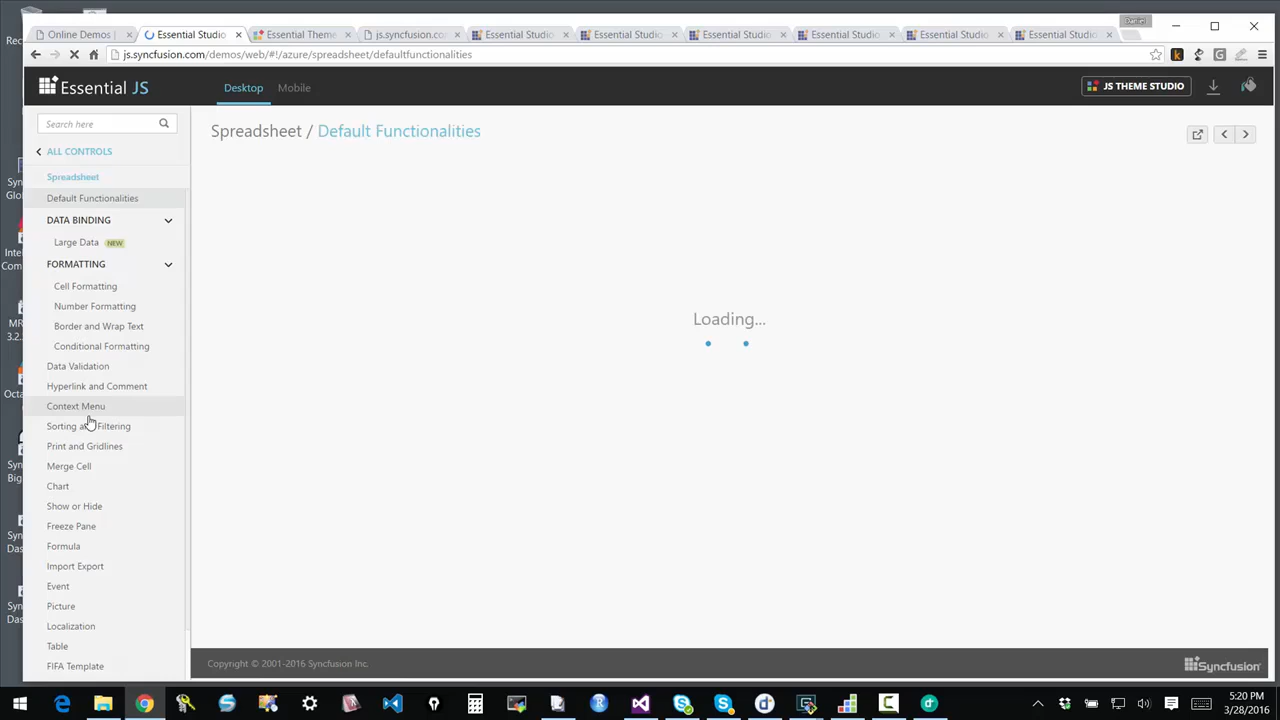 Daniel
Online Demos |
Essential Studio
Essential Theme
js.syncfusion.co
Essential Studio
Essential Studio
Essential Studio
Essential Studio
Essential Studio
Essential Studio
js.syncfusion.com/demos/web/#!/azure/spreadsheet/defaultfunctionalities
Essential JS
Desktop
Mobile
JS THEME STUDIO
Search here
ALL CONTROLS
Spreadsheet / Default Functionalities
Spreadsheet
Default Functionalities
DATA BINDING
Large Data NEW
FORMATTING
Cell Formatting
Number Formatting
Border and Wrap Text
Conditional Formatting
Data Validation
Hyperlink and Comment
Context Menu
Sorting and Filtering
Print and Gridlines
Merge Cell
Chart
Show or Hide
Freeze Pane
Formula
Import Export
Event
Picture
Localization
Table
FIFA Template
Loading...
Copyright © 2001-2016 Syncfusion Inc.
Syncfusion
5:20 PM
3/28/2016